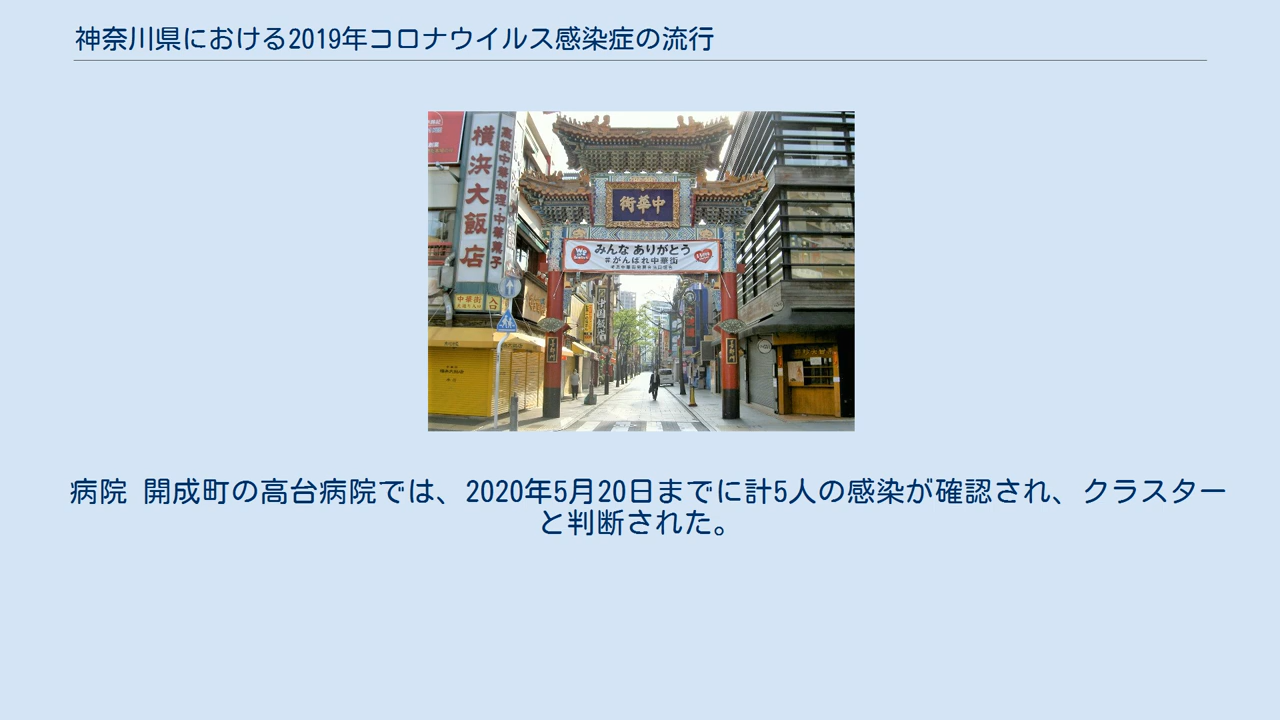 神奈川県における2019年コロナウイルス感染症の流行
横浜大飯店
高級中華料理・中華菓子
中華街
入口
中華街
みんな ありがとう
#がんばれ中華街
病院 開成町の高台病院では、2020年5月20日までに計5人の感染が確認され、クラスター
と判断された。